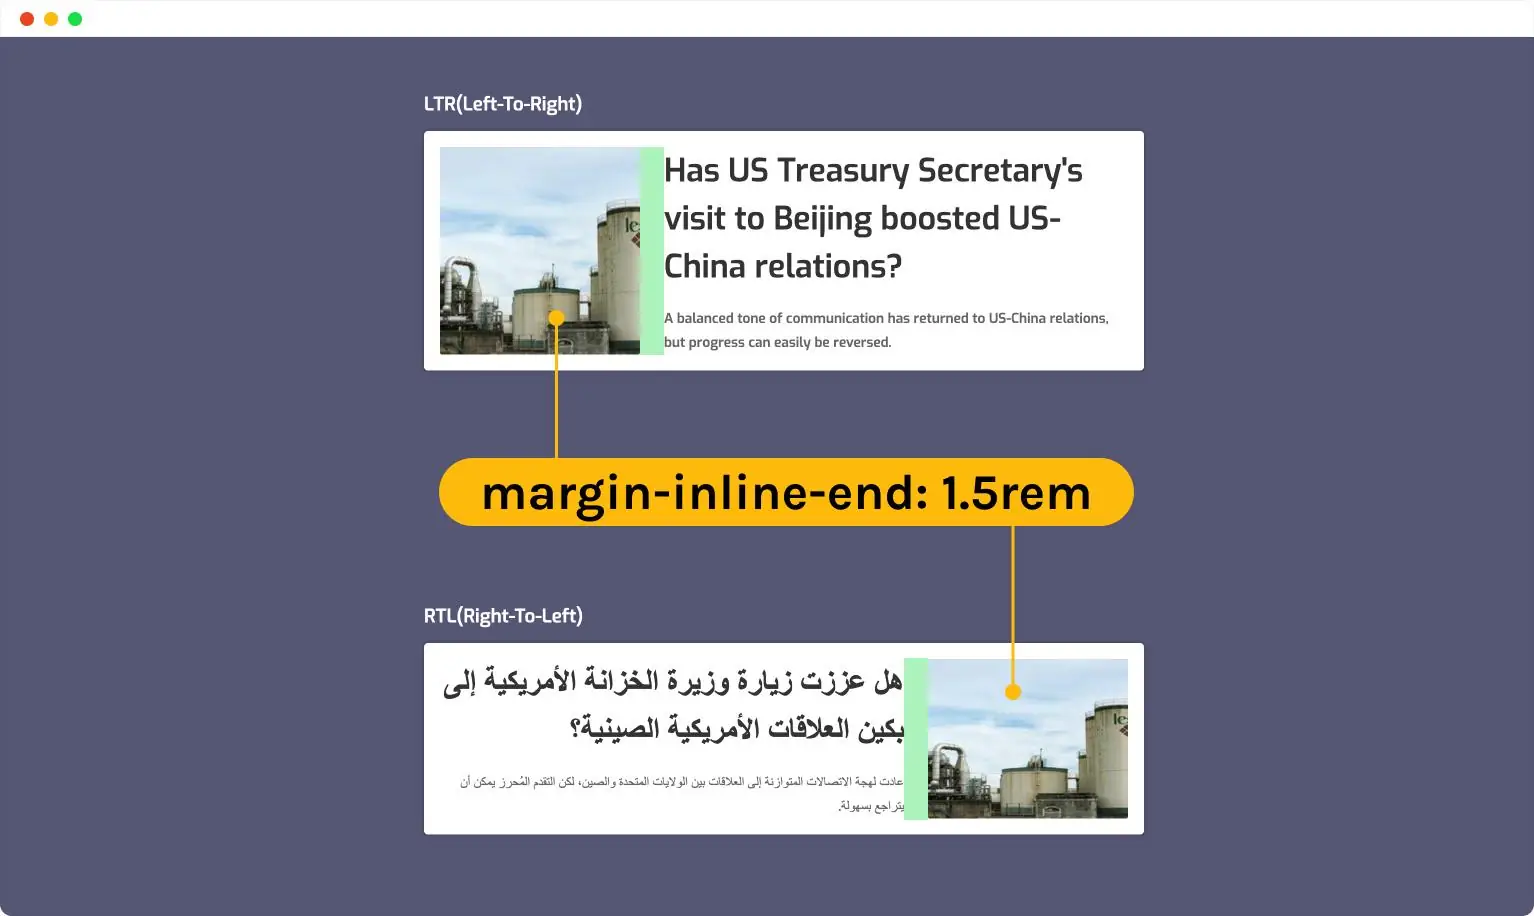 LTR(Left-To-Right)
Has US Treasury Secretary's
visit to Beijing boosted US-
China relations?
A balanced tone of communication has returned to US-China relations,
but progress can easily be reversed.
margin-inline-end: 1.5rem
RTL(Right-To-Left)
هل عززت زيارة وزيرة الخزانة الأمريكية إلى
بكين العلاقات الأمريكية الصينية؟
عادت لهجة الاتصالات المتوازنة إلى العلاقات بين الولايات المتحدة والصين، لكن التقدم المُحرز يمكن أن
يتراجع بسهولة.